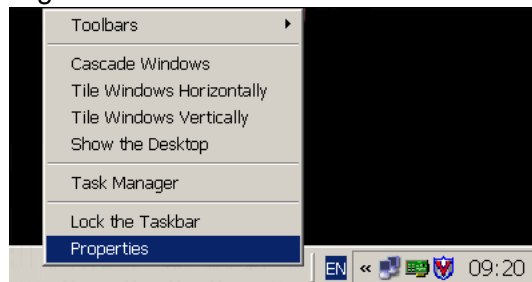 Toolbars
Cascade Windows
Tile Windows Horizontally
Tile Windows Vertically
Show the Desktop
Task Manager
Lock the Taskbar
Properties
EN « 09:20